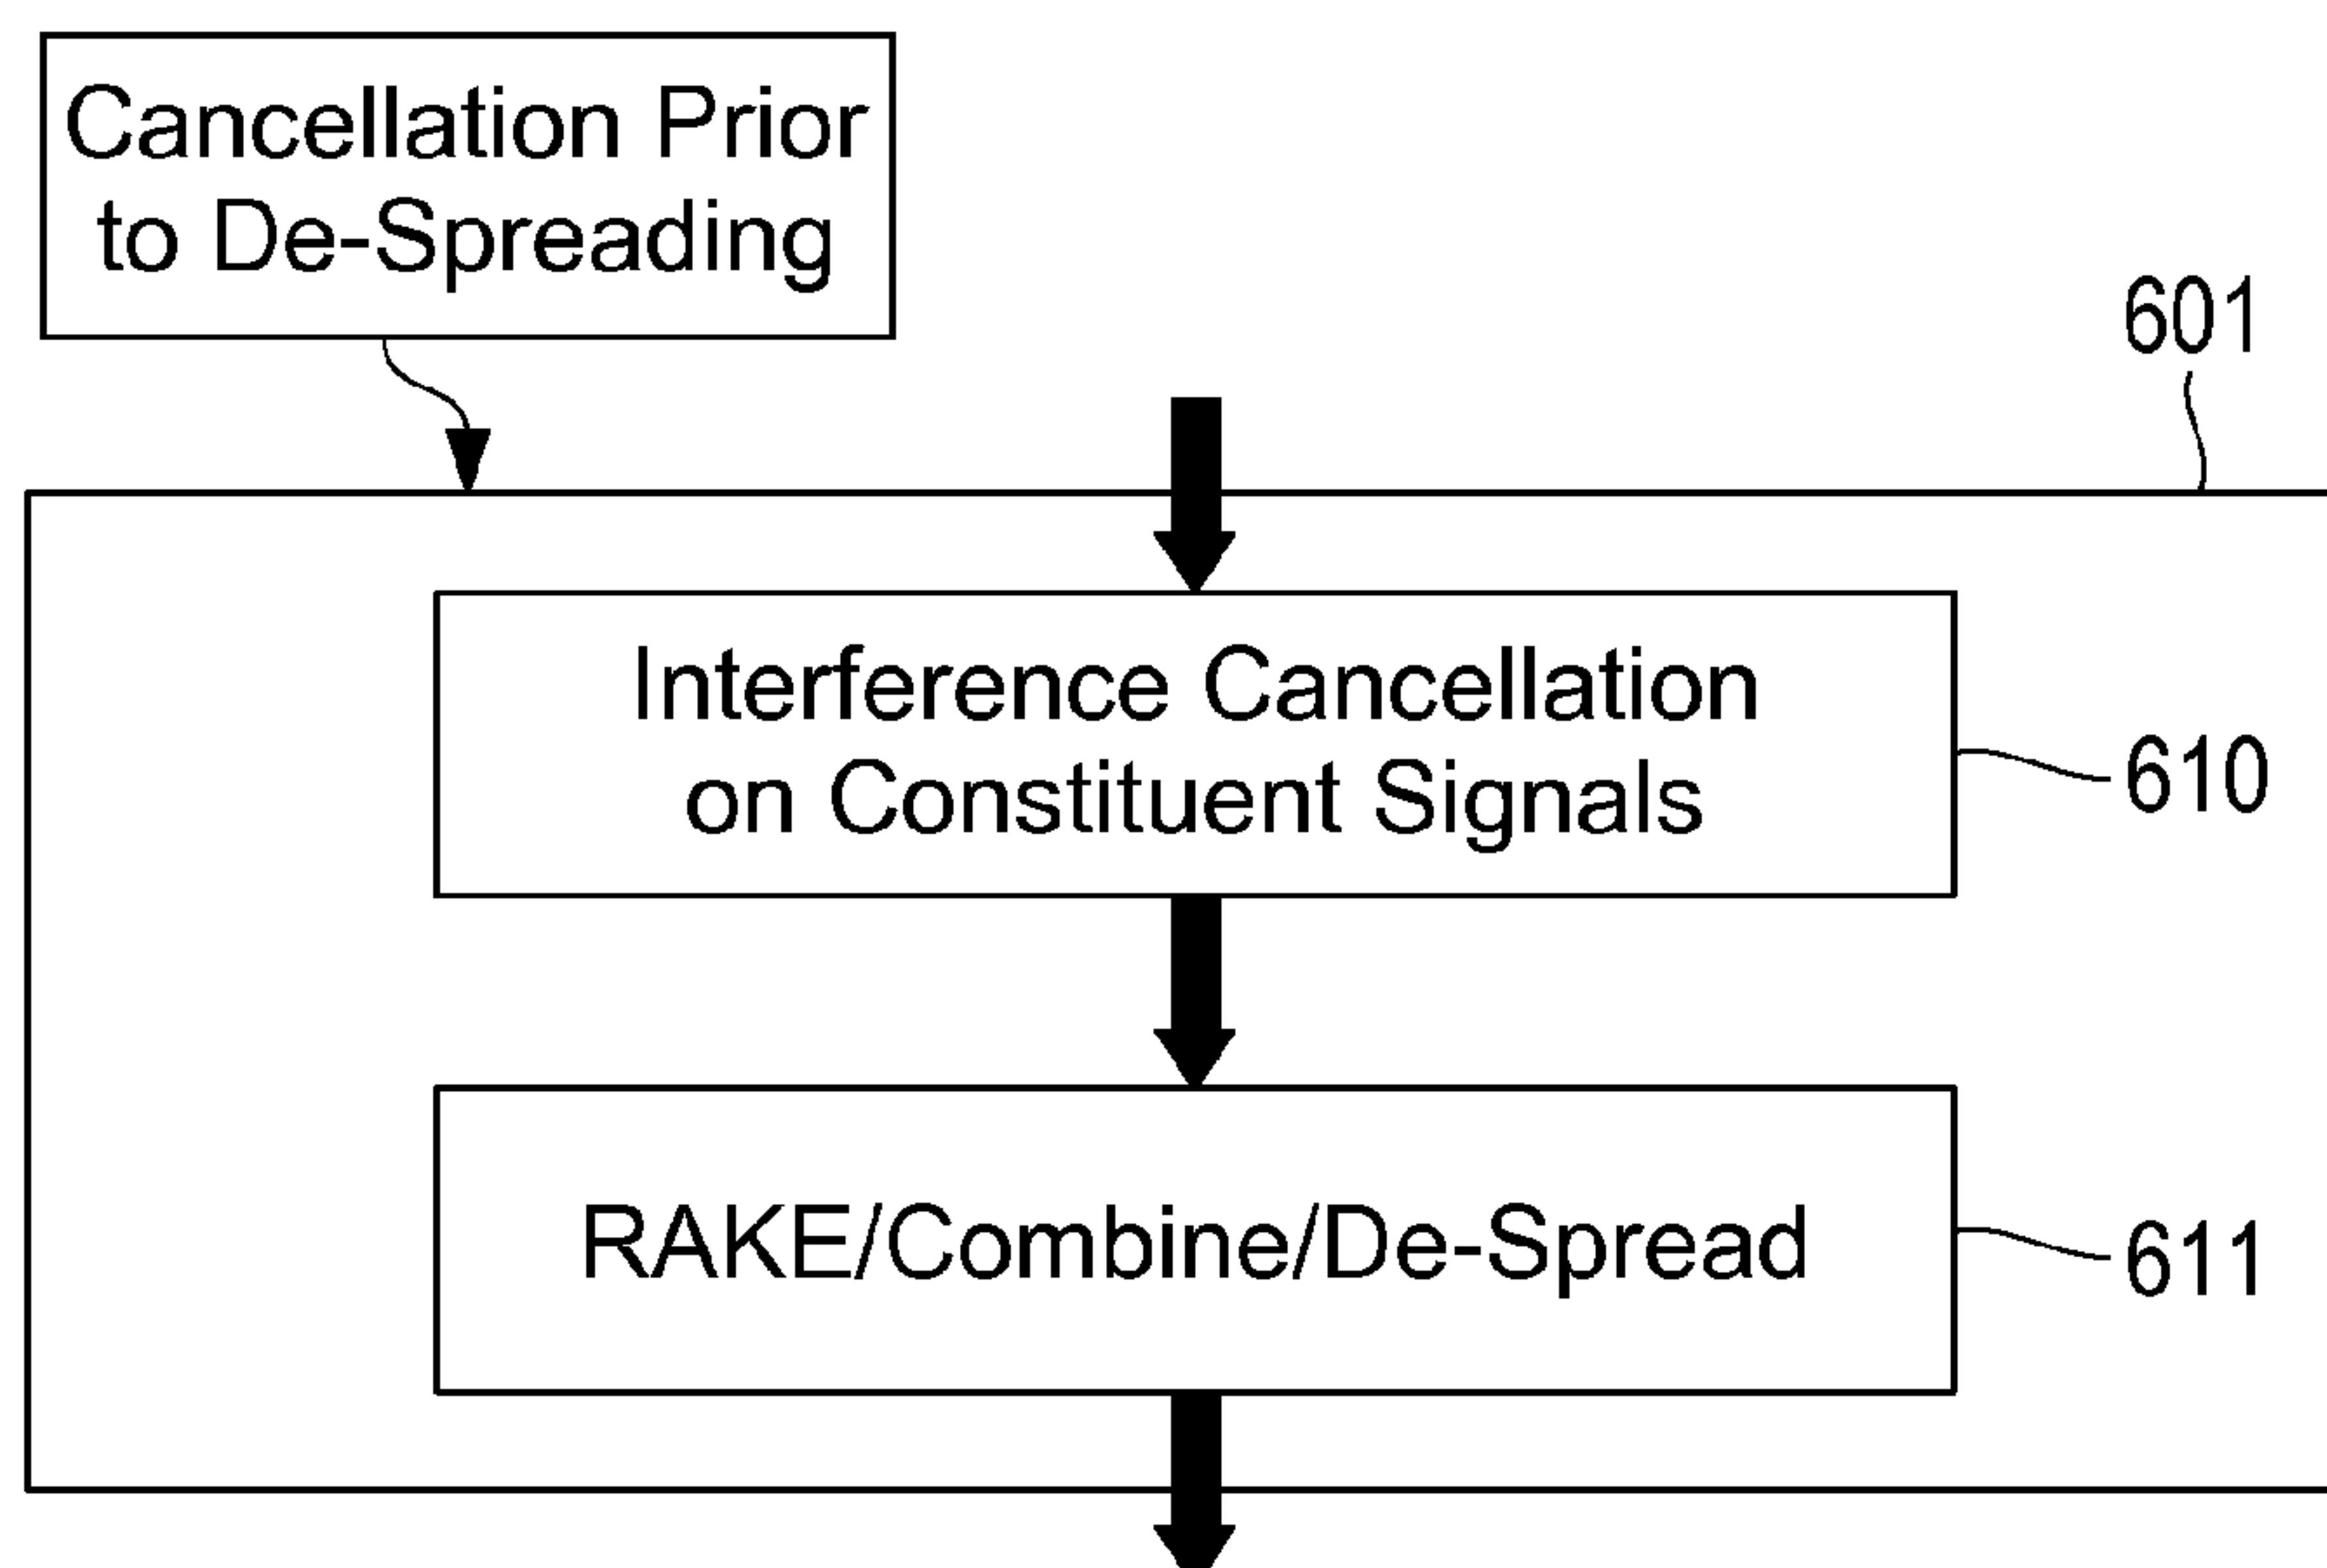 Cancellation Prior
to De-Spreading
601
Interference Cancellation
on Constituent Signals
610
RAKE/Combine/De-Spread
611